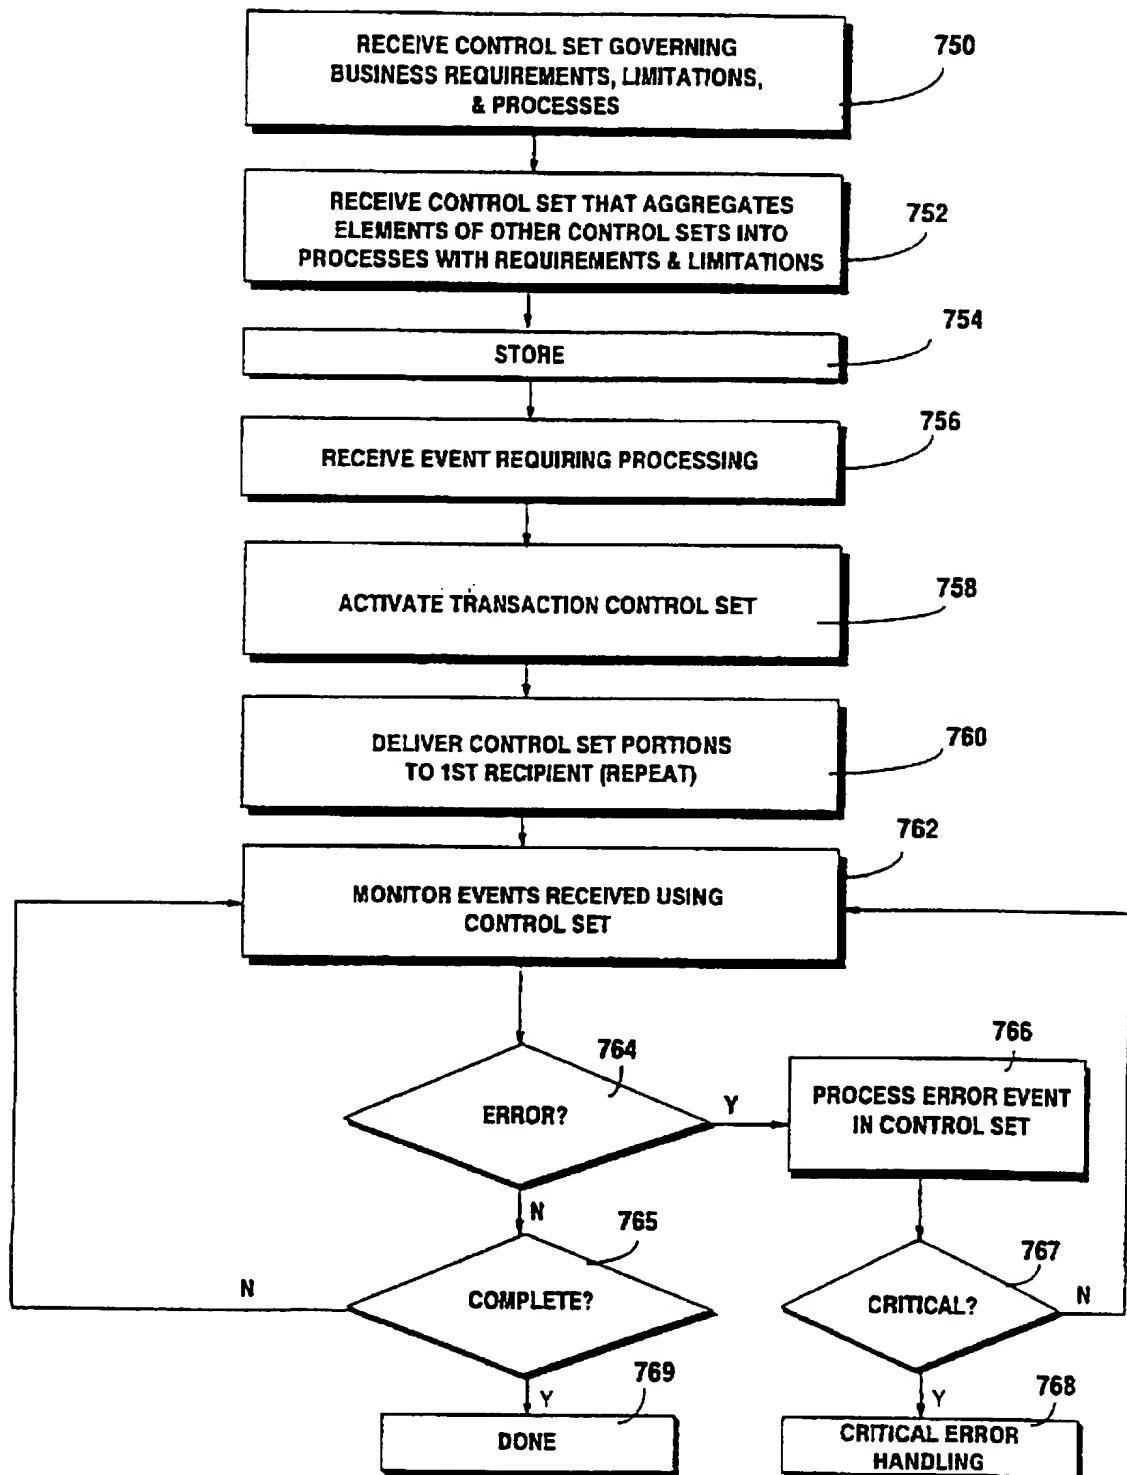 RECEIVE CONTROL SET GOVERNING
BUSINESS REQUIREMENTS, LIMITATIONS,
& PROCESSES
750
RECEIVE CONTROL SET THAT AGGREGATES
ELEMENTS OF OTHER CONTROL SETS INTO
PROCESSES WITH REQUIREMENTS & LIMITATIONS
752
STORE
754
RECEIVE EVENT REQUIRING PROCESSING
756
ACTIVATE TRANSACTION CONTROL SET
758
DELIVER CONTROL SET PORTIONS
TO 1ST RECIPIENT (REPEAT)
760
MONITOR EVENTS RECEIVED USING
CONTROL SET
762
ERROR?
764
Y
PROCESS ERROR EVENT
IN CONTROL SET
766
N
COMPLETE?
765
N
CRITICAL?
767
N
Y
DONE
769
Y
CRITICAL ERROR
HANDLING
768